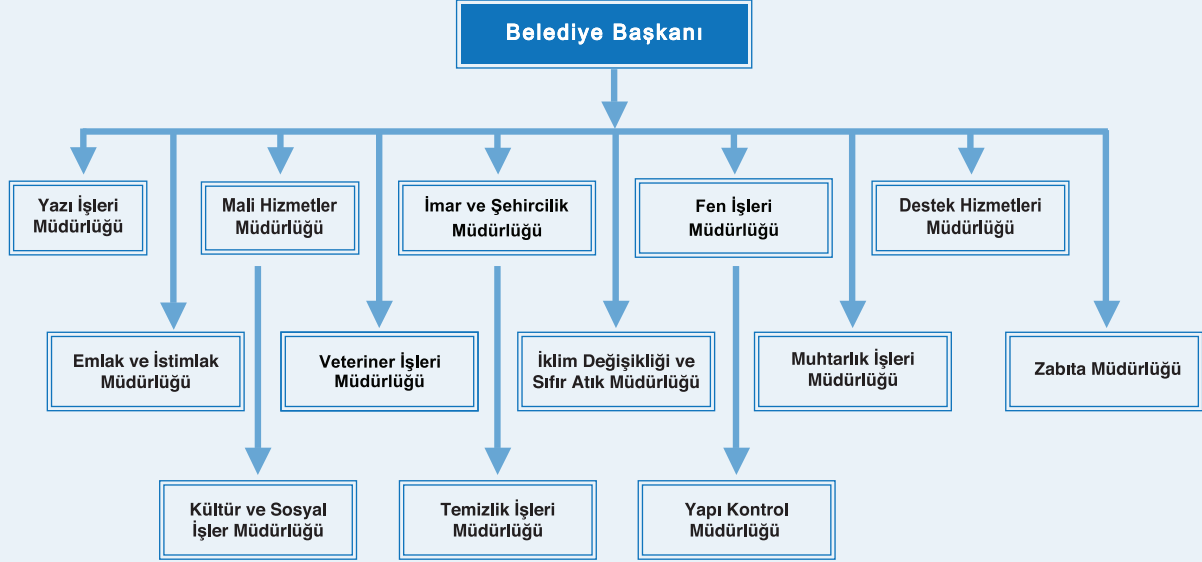 Belediye Başkanı
Yazı İşleri
Müdürlüğü
Mali Hizmetler
Müdürlüğü
İmar ve Şehircilik
Müdürlüğü
Fen İşleri
Müdürlüğü
Destek Hizmetleri
Müdürlüğü
Emlak ve İstimlak
Müdürlüğü
Veteriner İşleri
Müdürlüğü
İklim Değişikliği ve
Sıfır Atık Müdürlüğü
Muhtarlık İşleri
Müdürlüğü
Zabıta Müdürlüğü
Kültür ve Sosyal
İşler Müdürlüğü
Temizlik İşleri
Müdürlüğü
Yapı Kontrol
Müdürlüğü